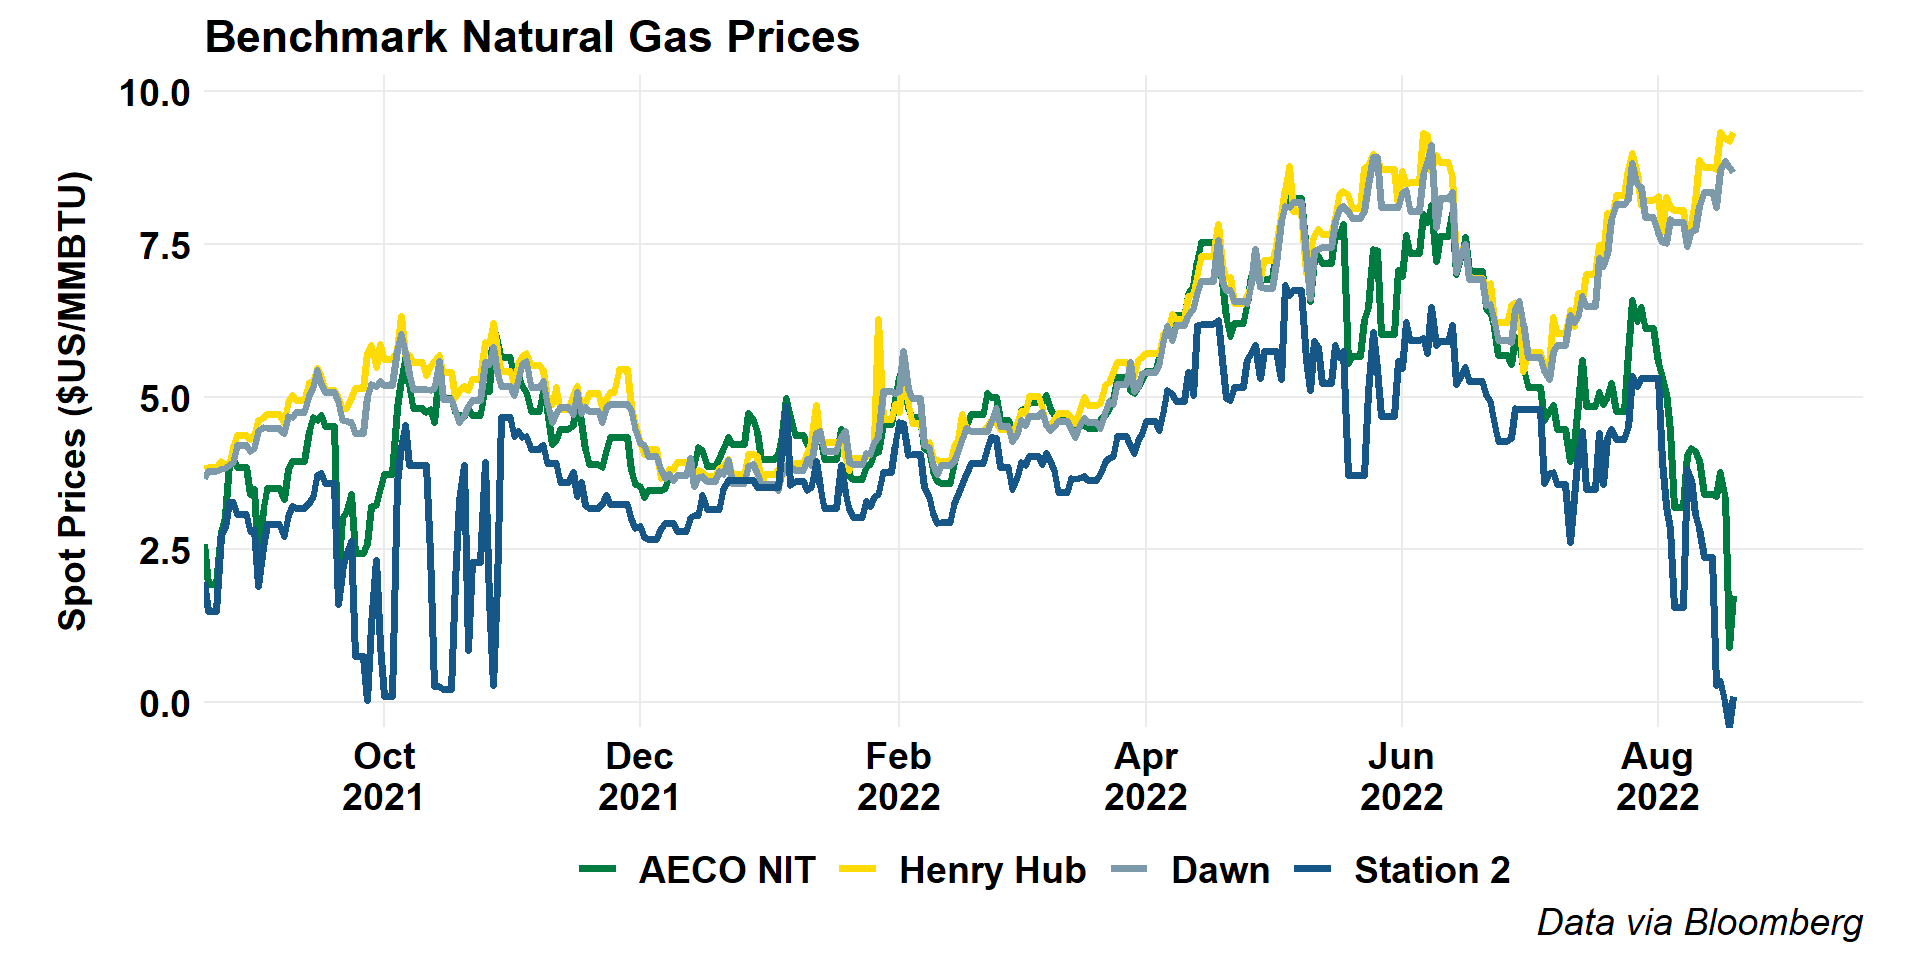 Benchmark Natural Gas Prices
Spot Prices ($US/MMBTU)
10.0
7.5
5.0
2.5
0.0
Oct 2021
Dec 2021
Feb 2022
Apr 2022
Jun 2022
Aug 2022
AECO NIT Henry Hub Dawn Station 2
Data via Bloomberg